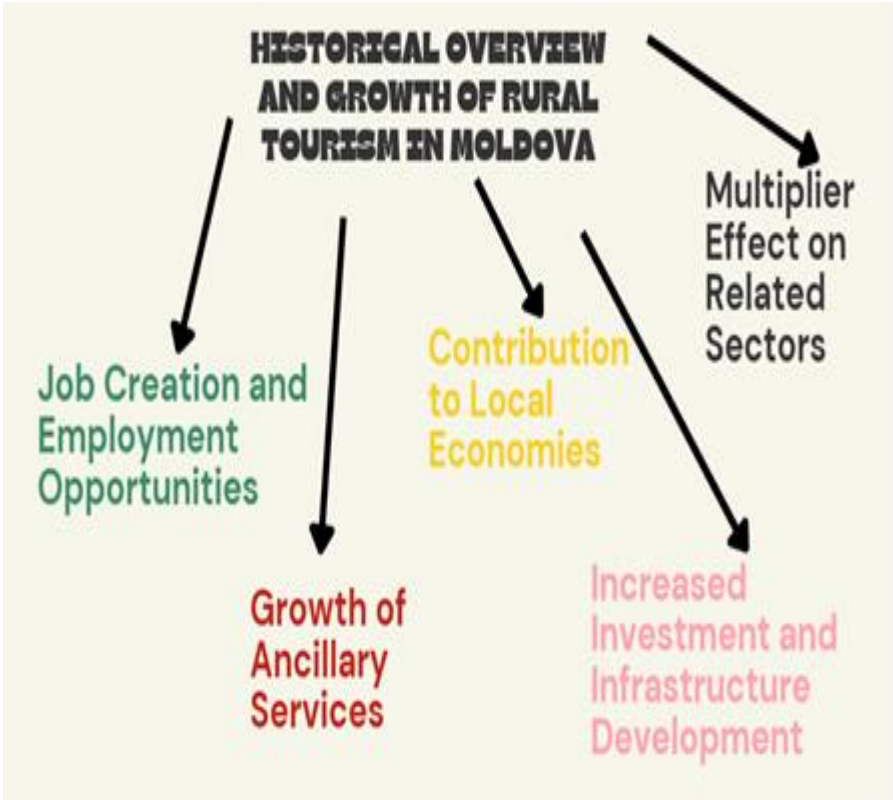 HISTORICAL OVERVIEW
AND GROWTH OF RURAL
TOURISM IN MOLDOVA
Multiplier
Effect on
Related
Sectors
Job Creation and
Employment
Opportunities
Contribution
to Local
Economies
Growth of
Ancillary
Services
Increased
Investment and
Infrastructure
Development